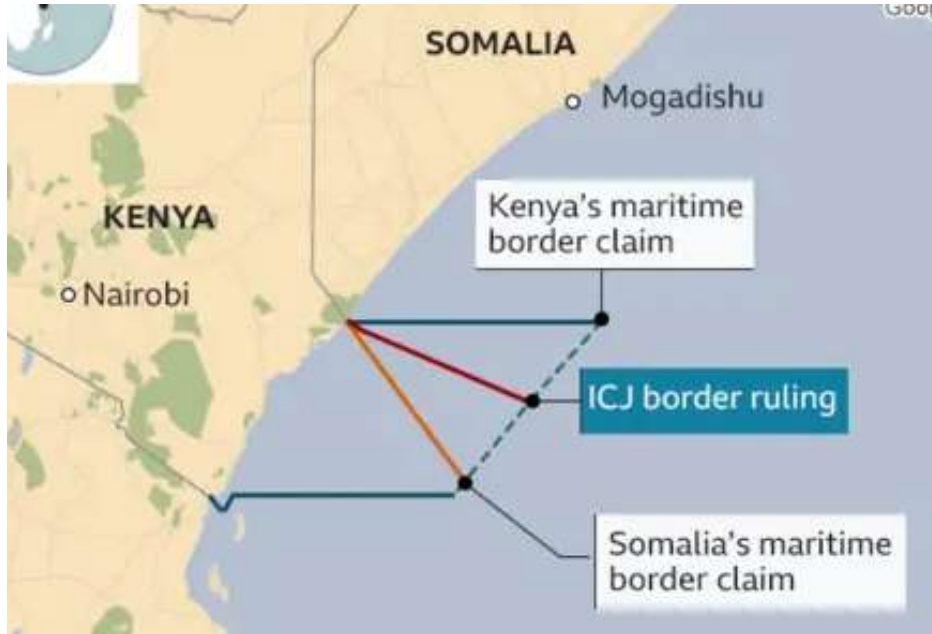 SOMALIA
Mogadishu
Kenya's maritime
border claim
KENYA
Nairobi
ICJ border ruling
Somalia's maritime
border claim